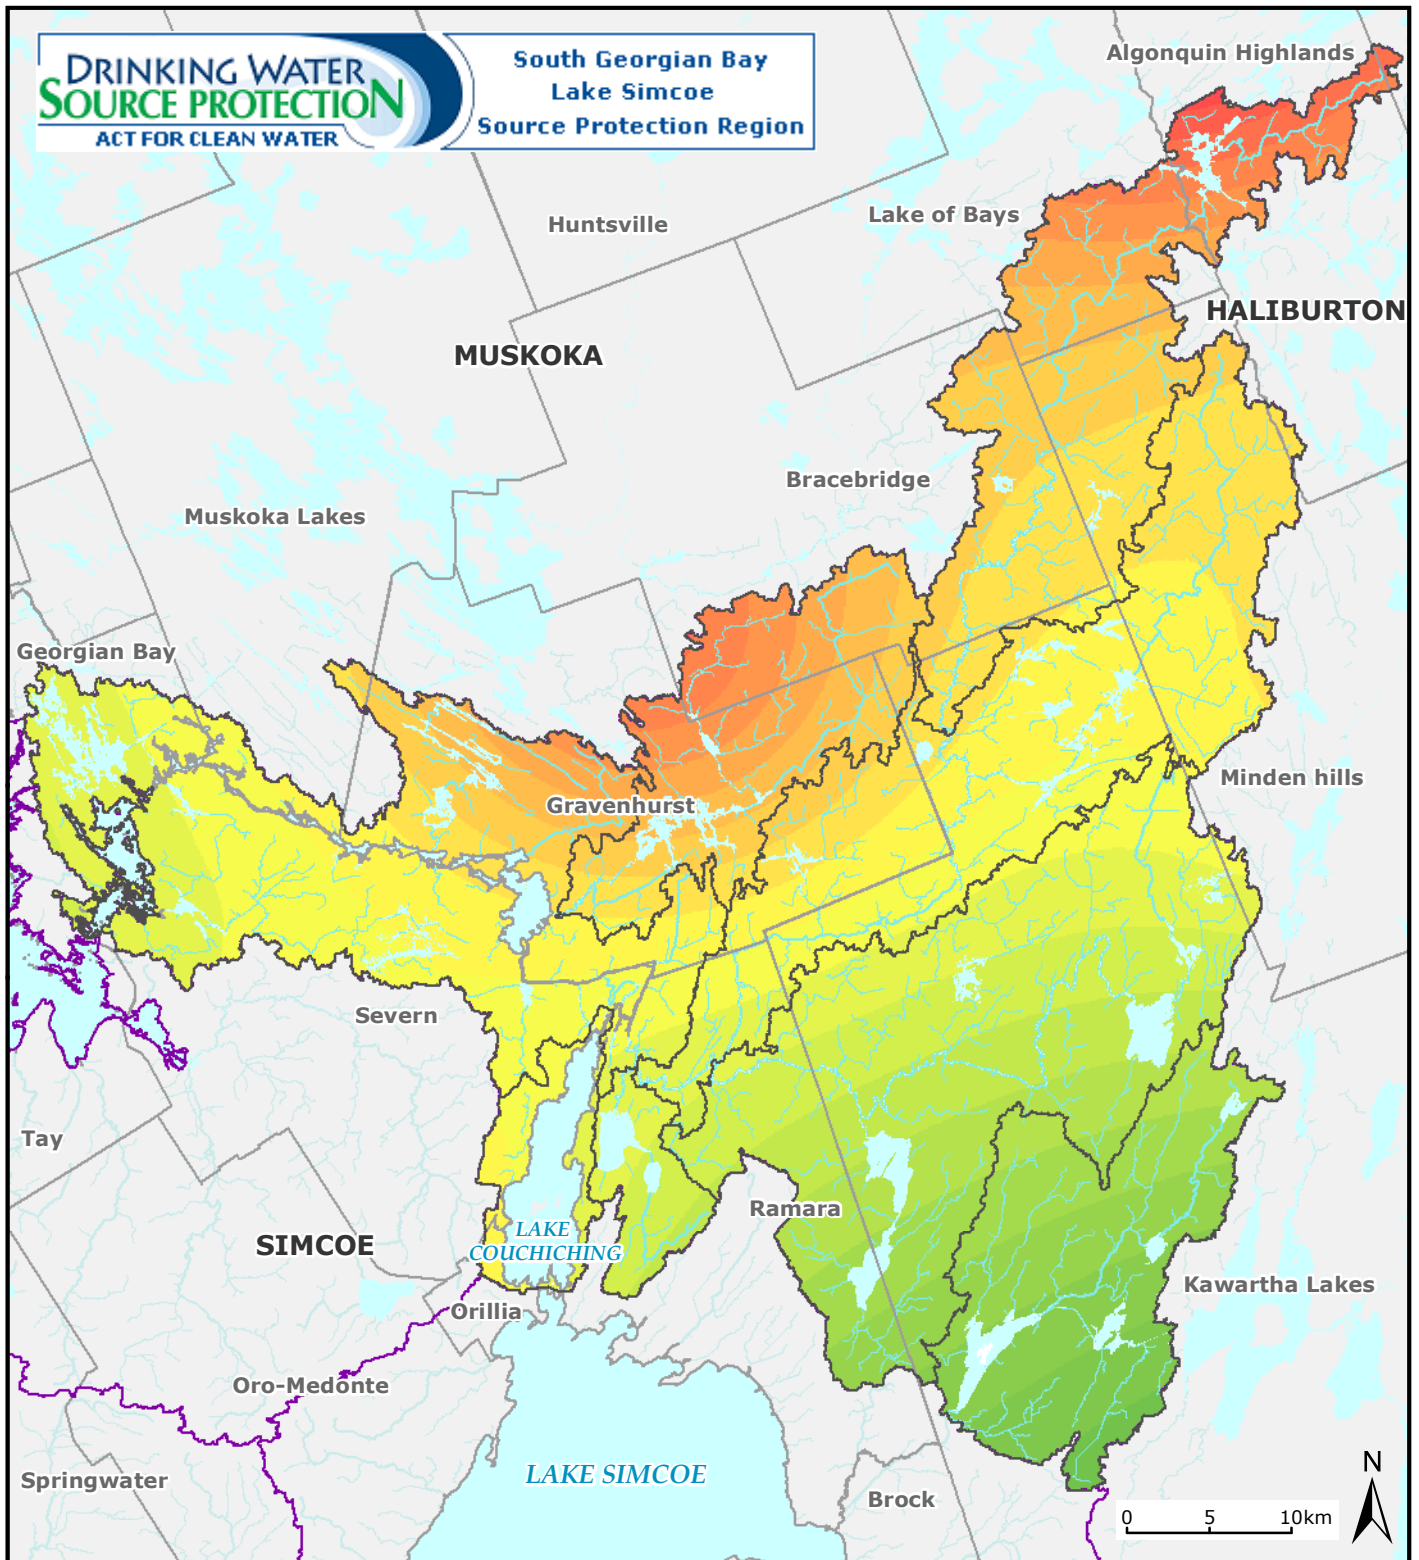 DRINKING WATER
SOURCE PROTECTION
ACT FOR CLEAN WATER
South Georgian Bay
Lake Simcoe
Source Protection Region
Algonquin Highlands
Lake of Bays
Huntsville
HALIBURTON
MUSKOKA
Bracebridge
Muskoka Lakes
Georgian Bay
Minden hills
Gravenhurst
Severn
Tay
Ramara
LAKE
COUCHICHING
SIMCOE
Kawartha Lakes
Orillia
Oro-Medonte
LAKE SIMCOE
Springwater
Brock
N
0 5 10km